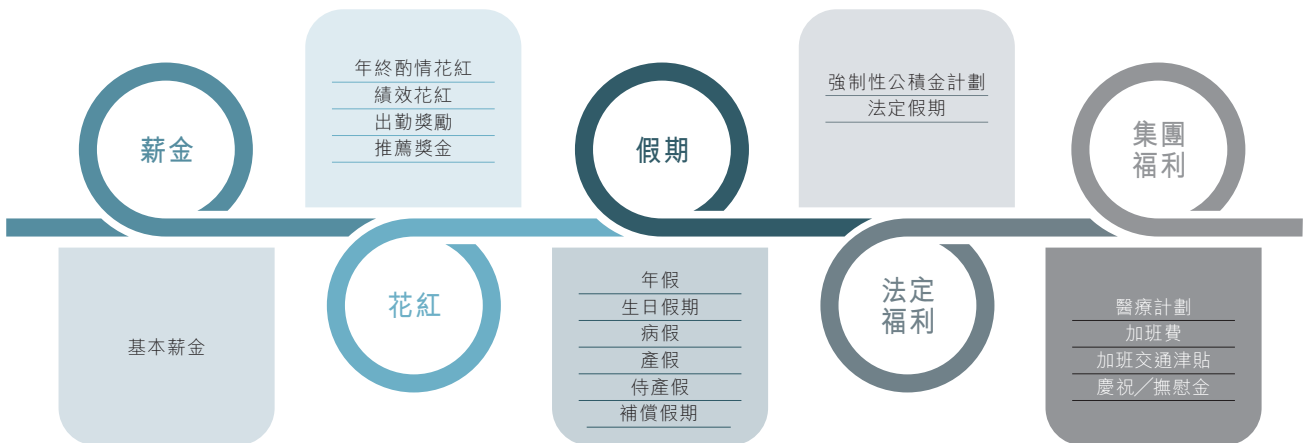 薪金
基本薪金
年終酌情花紅
績效花紅
出勤獎勵
推薦獎金
花紅
假期
年假
生日假期
病假
產假
侍產假
補償假期
強制性公積金計劃
法定假期
法定
福利
集團
福利
醫療計劃
加班費
加班交通津貼
慶祝／撫慰金